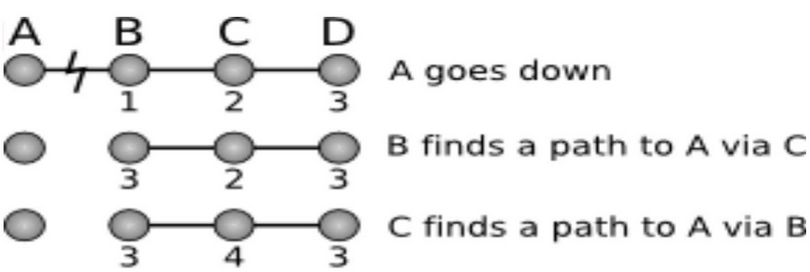 A B C D
A goes down
1 2 3
B finds a path to A via C
3 2 3
C finds a path to A via B
3 4 3